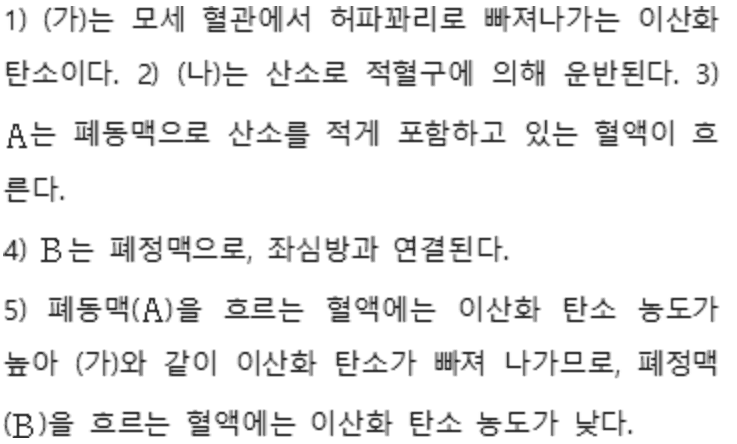 1) (가)는 모세 혈관에서 허파꽈리로 빠져나가는 이산화
탄소이다. 2) (나)는 산소로 적혈구에 의해 운반된다. 3)
A는 폐동맥으로 산소를 적게 포함하고 있는 혈액이 흐
른다.
4) B는 폐정맥으로, 좌심방과 연결된다.
5) 폐동맥(A)을 흐르는 혈액에는 이산화 탄소 농도가
높아 (가)와 같이 이산화 탄소가 빠져 나가므로, 폐정맥
(B)을 흐르는 혈액에는 이산화 탄소 농도가 낮다.